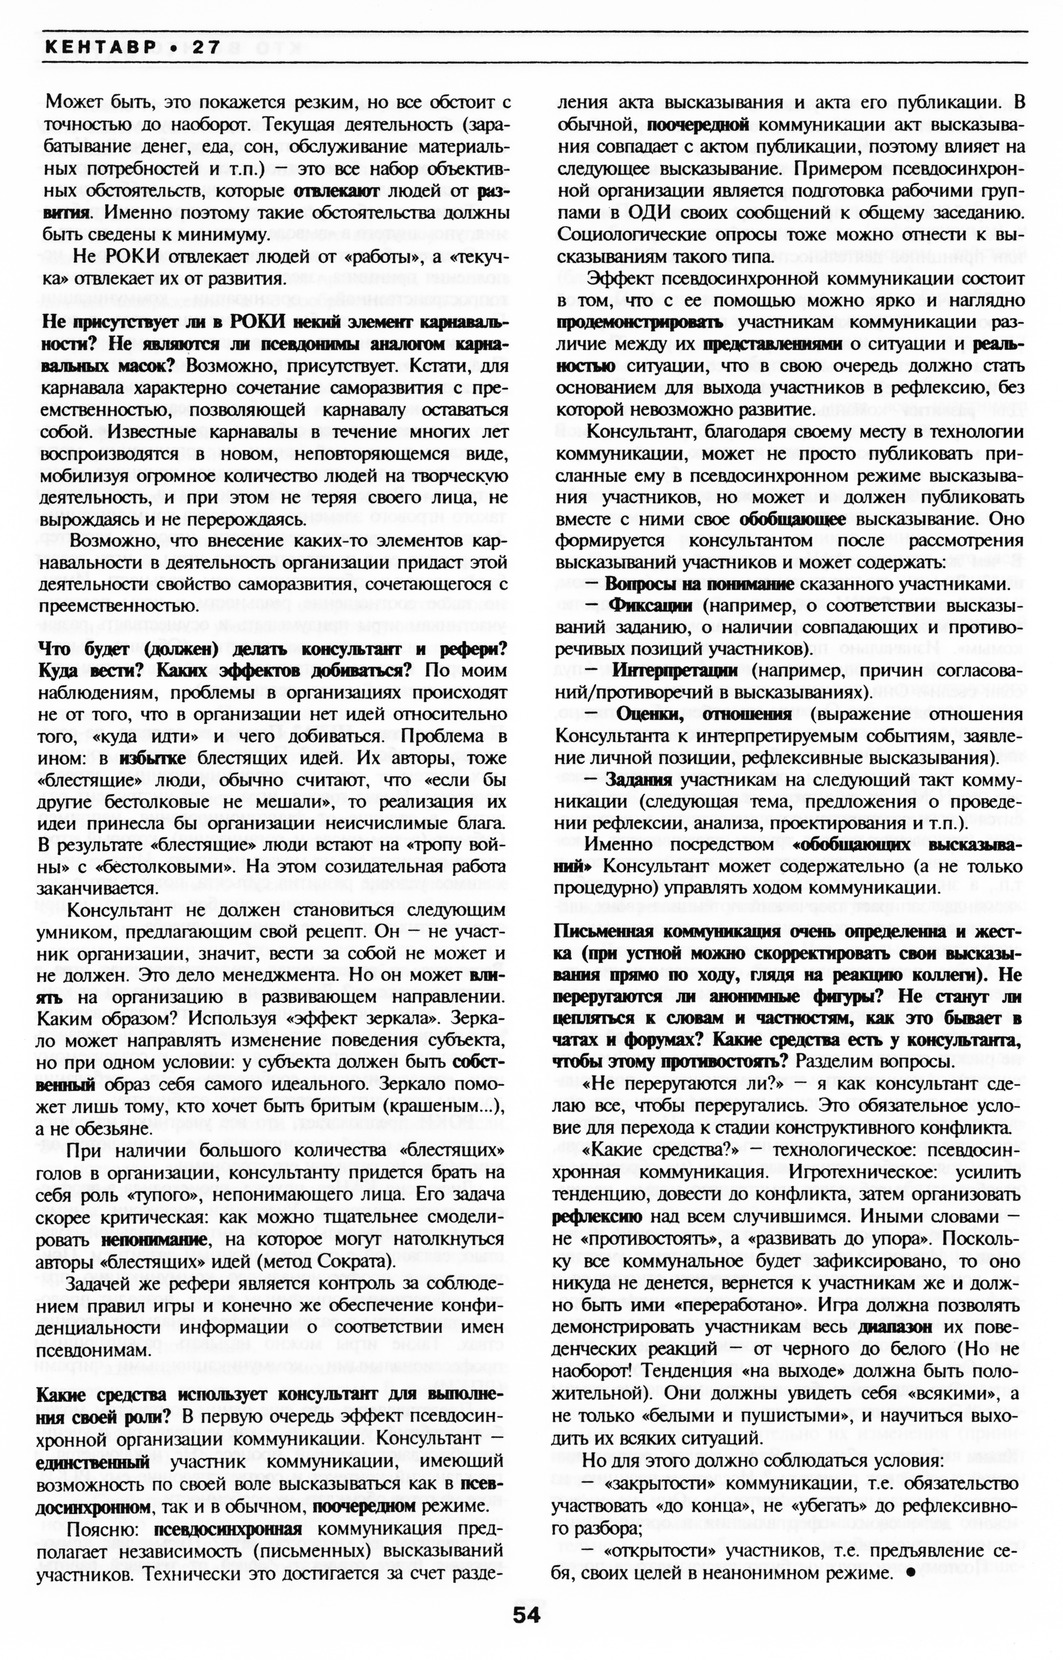 КЕНТАВР • 27
Может быть, это покажется резким, но все обстоит с
точностью до наоборот. Текущая деятельность (зара-
батывание денег, еда, сон, обслуживание материаль-
ных потребностей и т.п.) — это все набор объектив-
ных обстоятельств, которые отвлекают людей от раз-
вития. Именно поэтому такие обстоятельства должны
быть сведены к минимуму.
Не РОКИ отвлекает людей от «работы», а «текуч-
ка» отвлекает их от развития.
Не присутствует ли в РОКИ некий элемент карнаваль-
ности? Не являются ли псевдонимы аналогом карна-
вальных масок? Возможно, присутствует. Кстати, для
карнавала характерно сочетание саморазвития с пре-
емственностью, позволяющей карнавалу оставаться
собой. Известные карнавалы в течение многих лет
воспроизводятся в новом, неповторяющемся виде,
мобилизуя огромное количество людей на творческую
деятельность, и при этом не теряя своего лица, не
вырождаясь и не перерождаясь.
Возможно, что внесение каких-то элементов кар-
навальности в деятельность организации придаст этой
деятельности свойство саморазвития, сочетающегося с
преемственностью.
Что будет (должен) делать консультант и рефери?
Куда вести? Каких эффектов добиваться? По моим
наблюдениям, проблемы в организациях происходят
не от того, что в организации нет идей относительно
того, «куда идти» и чего добиваться. Проблема в
ином: в избытке блестящих идей. Их авторы, тоже
«блестящие» люди, обычно считают, что «если бы
другие бестолковые не мешали», то реализация их
идеи принесла бы организации неисчислимые блага.
В результате «блестящие» люди встают на «тропу вой-
ны» с «бестолковыми». На этом созидательная работа
заканчивается.
Консультант не должен становиться следующим
умником, предлагающим свой рецепт. Он — не участ-
ник организации, значит, вести за собой не может и
не должен. Это дело менеджмента. Но он может вли-
ять на организацию в развивающем направлении.
Каким образом? Используя «эффект зеркала». Зерка-
ло может направлять изменение поведения субъекта,
но при одном условии: у субъекта должен быть собст-
венный образ себя самого идеального. Зеркало помо-
жет лишь тому, кто хочет быть бритым (крашеным...),
а не обезьяне.
При наличии большого количества «блестящих»
голов в организации, консультанту придется брать на
себя роль «тупого», непонимающего лица. Его задача
скорее критическая: как можно тщательнее смодели-
ровать непонимание, на которое могут натолкнуться
авторы «блестящих» идей (метод Сократа).
Задачей же рефери является контроль за соблюде-
нием правил игры и конечно же обеспечение конфи-
денциальности информации о соответствии имен
псевдонимам.
Какие средства использует консультант для выполне-
ния своей роли? В первую очередь эффект псевдосин-
хронной организации коммуникации. Консультант —
единственный участник коммуникации, имеющий
возможность по своей воле высказываться как в псев-
досинхронном, так и в обычном, поочередном режиме.
Поясню: псевдосинхронная коммуникация пред-
полагает независимость (письменных) высказываний
участников. Технически это достигается за счет разде-
ления акта высказывания и акта его публикации. В
обычной, поочередной коммуникации акт высказыва-
ния совпадает с актом публикации, поэтому влияет на
следующее высказывание. Примером псевдосинхрон-
ной организации является подготовка рабочими груп-
пами в ОДИ своих сообщений к общему заседанию.
Социологические опросы тоже можно отнести к вы-
сказываниям такого типа.
Эффект псевдосинхронной коммуникации состоит
в том, что с ее помощью можно ярко и наглядно
продемонстрировать участникам коммуникации раз-
личие между их представлениями о ситуации и реаль-
ностью ситуации, что в свою очередь должно стать
основанием для выхода участников в рефлексию, без
которой невозможно развитие.
Консультант, благодаря своему месту в технологии
коммуникации, может не просто публиковать при-
сланные ему в псевдосинхронном режиме высказыва-
ния участников, но может и должен публиковать
вместе с ними свое обобщающее высказывание. Оно
формируется консультантом после рассмотрения
высказываний участников и может содержать:
— Вопросы на понимание сказанного участниками.
— Фиксации (например, о соответствии высказы-
ваний заданию, о наличии совпадающих и противо-
речивых позиций участников).
— Интерпретации (например, причин согласова-
ний/противоречий в высказываниях).
— Оценки, отношения (выражение отношения
Консультанта к интерпретируемым событиям, заявле-
ние личной позиции, рефлексивные высказывания).
— Задания участникам на следующий такт комму-
никации (следующая тема, предложения о проведе-
нии рефлексии, анализа, проектирования и т.п.).
Именно посредством «обобщающих высказыва-
ний» Консультант может содержательно (а не только
процедурно) управлять ходом коммуникации.
Письменная коммуникация очень определенна и жест-
ка (при устной можно скорректировать свои высказы-
вания прямо по ходу, глядя на реакцию коллеги). Не
переругаются ли анонимные фигуры? Не станут ли
цепляться к словам и частностям, как это бывает в
чатах и форумах? Какие средства есть у консультанта,
чтобы этому противостоять? Разделим вопросы.
«Не переругаются ли?» — я как консультант сде-
лаю все, чтобы переругались. Это обязательное усло-
вие для перехода к стадии конструктивного конфликта.
«Какие средства?» — технологическое: псевдосин-
хронная коммуникация. Игротехническое: усилить
тенденцию, довести до конфликта, затем организовать
рефлексию над всем случившимся. Иными словами —
не «противостоять», а «развивать до упора». Посколь-
ку все коммунальное будет зафиксировано, то оно
никуда не денется, вернется к участникам же и долж-
но быть ими «переработано». Игра должна позволять
демонстрировать участникам весь диапазон их пове-
денческих реакций — от черного до белого (Но не
наоборот! Тенденция «на выходе» должна быть поло-
жительной). Они должны увидеть себя «всякими», а
не только «белыми и пушистыми», и научиться выхо-
дить их всяких ситуаций.
Но для этого должно соблюдаться условия:
— «закрытости» коммуникации, т.е. обязательство
участвовать «до конца», не «убегать» до рефлексивно-
го разбора;
— «открытости» участников, т.е. предъявление се-
бя, своих целей в неанонимном режиме. •
54